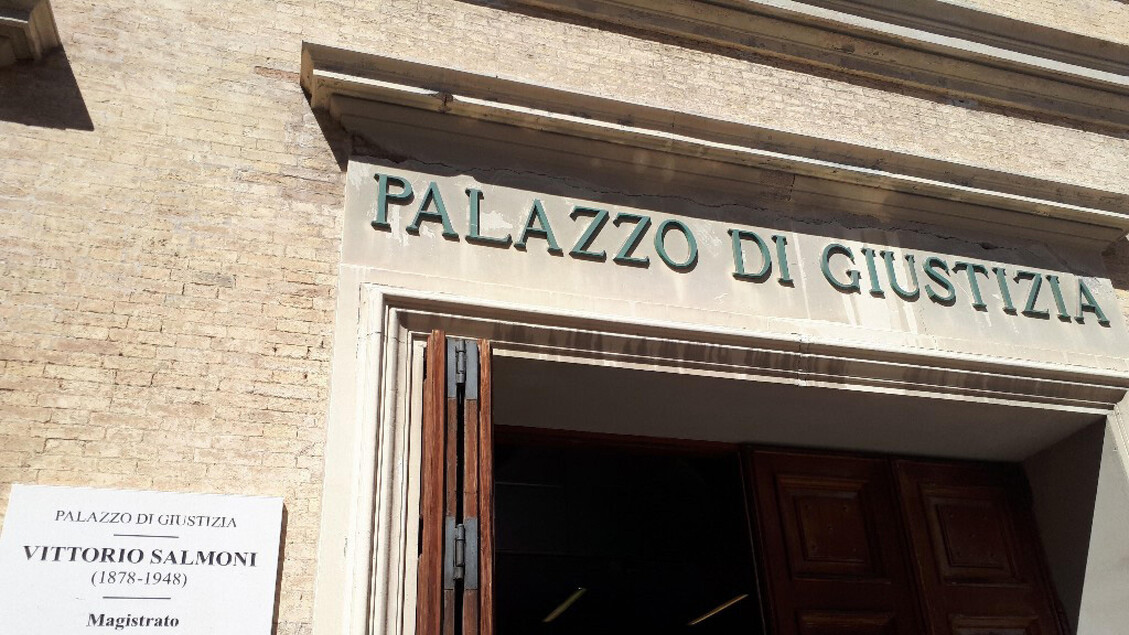 PALAZZO DI GIUSTIZIA
PALAZZO DI GIUSTIZIA
VITTORIO SALMONI
(1878-1948)
Magistrato